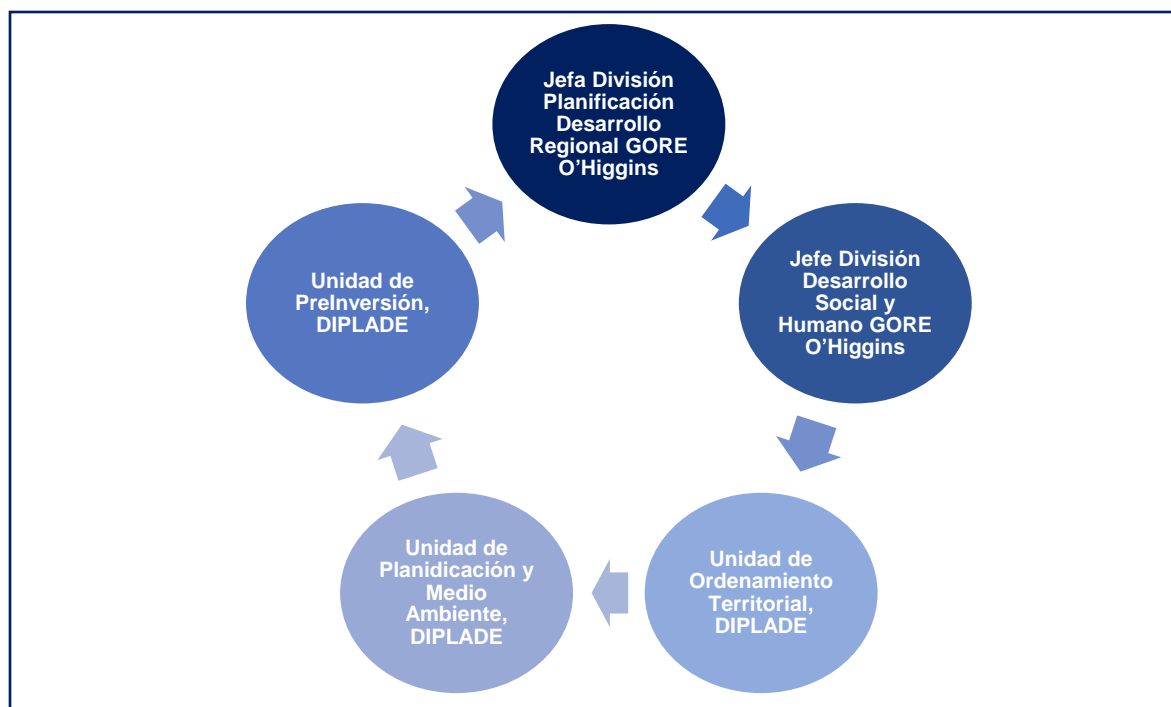 Jefa División
Planificación
Desarrollo
Regional GORE
O’Higgins
Jefe División
Desarrollo
Social y
Humano GORE
O’Higgins
Unidad de
Ordenamiento
Territorial,
DIPLADE
Unidad de
Planidicación y
Medio
Ambiente,
DIPLADE
Unidad de
PreInversión,
DIPLADE